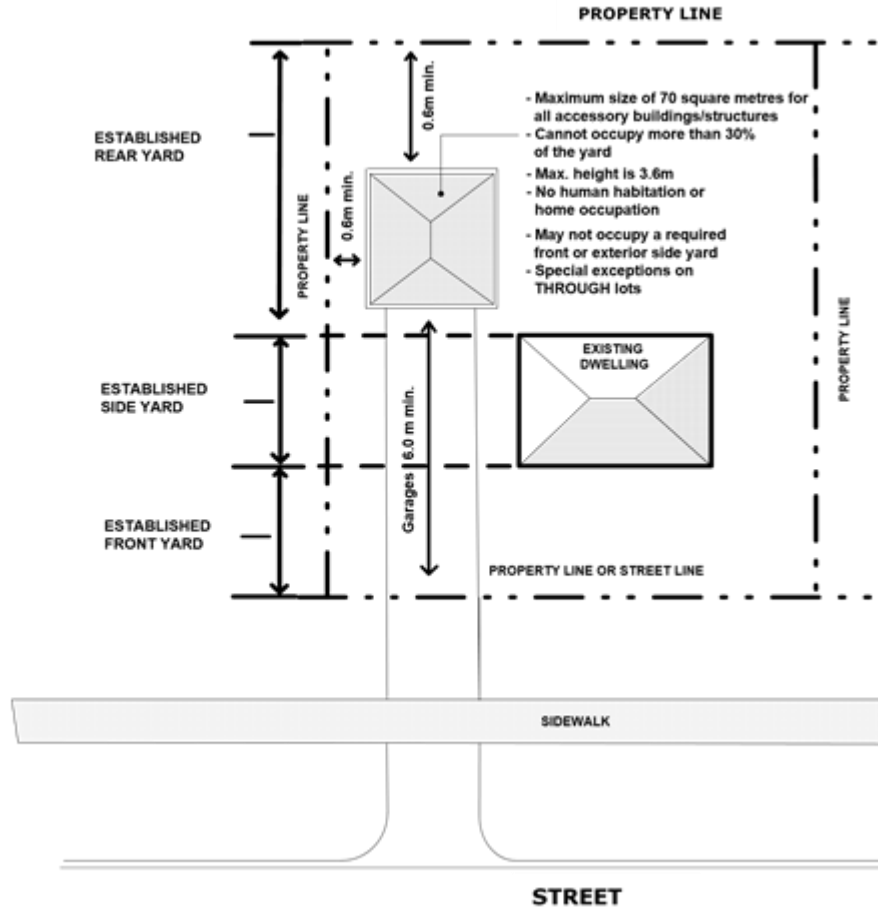 PROPERTY LINE
0.6m min.
- Maximum size of 70 square metres for
all accessory buildings/structures
- Cannot occupy more than 30%
of the yard
- Max. height is 3.6m
- No human habitation or
home occupation
- May not occupy a required
front or exterior side yard
- Special exceptions on
THROUGH lots
ESTABLISHED
REAR YARD
PROPERTY LINE
0.6m min.
PROPERTY LINE
EXISTING
DWELLING
ESTABLISHED
SIDE YARD
Garages 6.0 m min.
ESTABLISHED
FRONT YARD
PROPERTY LINE OR STREET LINE
SIDEWALK
STREET